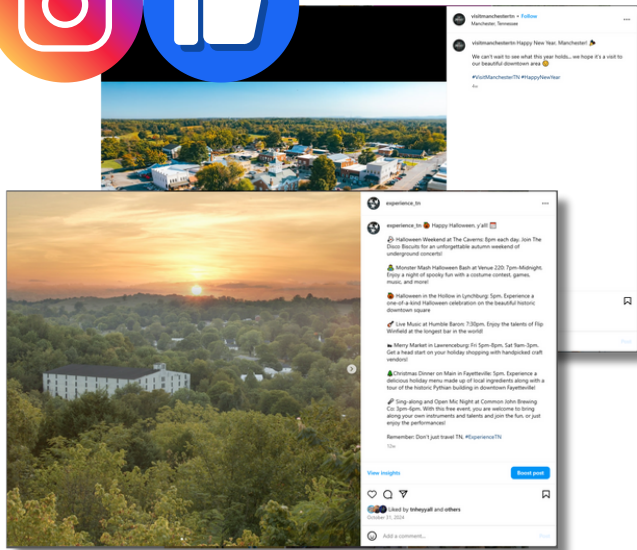 visitmanchestertn • Follow
Manchester, Tennessee
visitmanchestertn Happy New Year, Manchester!
We can't wait to see what this year holds... we hope it's a visit to
our beautiful downtown area
#VisitManchesterTN #HappyNewYear
4w
Post
experience_tn
experience_tn Happy Halloween, y'all!
Halloween Weekend at The Caverns: 8pm each day. Join The
Disco Biscuits for an unforgettable autumn weekend of
underground concerts!
Monster Mash Halloween Bash at Venue 220: 7pm-Midnight.
Enjoy a night of spooky fun with a costume contest, games,
music, and more!
Halloween in the Hollow in Lynchburg: 5pm. Experience a
one-of-a-kind Halloween celebration on the beautiful historic
downtown square
Live Music at Humble Baron: 7:30pm. Enjoy the talents of Flip
Winfield at the longest bar in the world!
Merry Market in Lawrenceburg: Fri 5pm-8pm, Sat 9am-3pm.
Get a head start on your holiday shopping with handpicked craft
vendors!
Christmas Dinner on Main in Fayetteville: 5pm. Experience a
delicious holiday menu made up of local ingredients along with a
tour of the historic Pythian building in downtown Fayetteville!
Sing-along and Open Mic Night at Common John Brewing
Co: 3pm-6pm. With this free event, you are welcome to bring
along your own instruments and talents and join the fun, or just
enjoy the performances!
Remember: Don't just travel TN, #ExperienceTN
12w
View insights
Boost post
Liked by tnheyyall and others
October 31, 2024
Add a comment...
Post